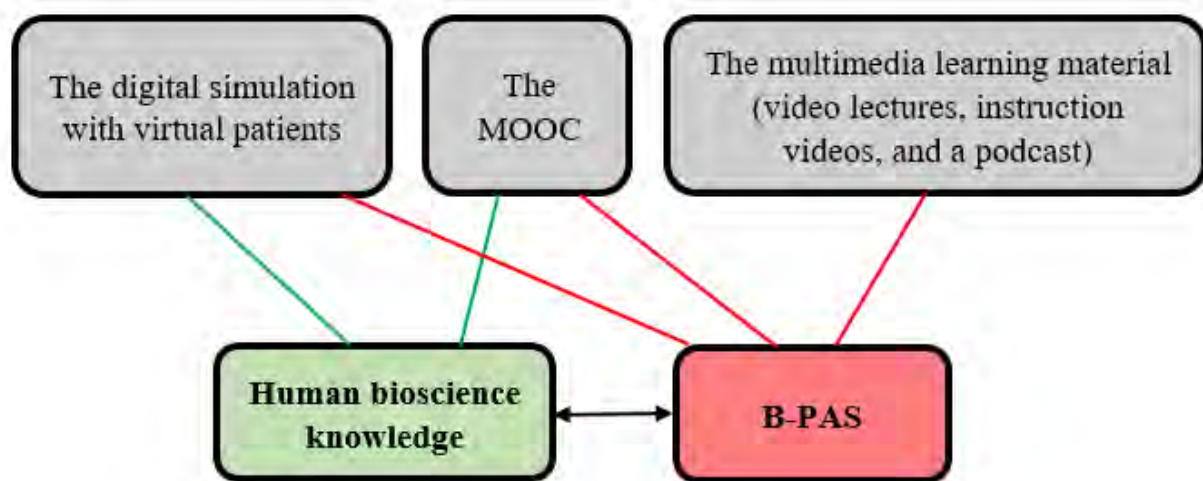 The digital simulation
with virtual patients
The
MOOC
The multimedia learning material
(video lectures, instruction
videos, and a podcast)
Human bioscience
knowledge
B-PAS